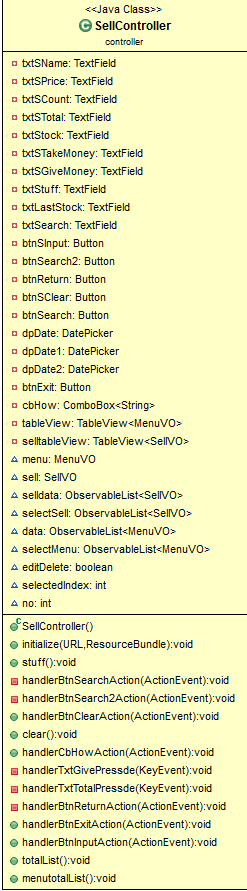 <<Java Class>>
SellController
controller
txtSName: TextField
txtSPrice: TextField
txtSCount: TextField
txtSTotal: TextField
txtStock: TextField
txtSTakeMoney: TextField
txtSGiveMoney: TextField
txtStuff: TextField
txtLastStock: TextField
txtSearch: TextField
btnSInput: Button
btnSearch2: Button
btnReturn: Button
btnSClear: Button
btnSearch: Button
dpDate: DatePicker
dpDate1: DatePicker
dpDate2: DatePicker
btnExit: Button
cbHow: ComboBox<String>
tableView: TableView<MenuVO>
selltableView: TableView<SellVO>
menu: MenuVO
sell: SellVO
selldata: ObservableList<SellVO>
selectSell: ObservableList<SellVO>
data: ObservableList<MenuVO>
selectMenu: ObservableList<MenuVO>
editDelete: boolean
selectedIndex: int
no: int
SellController()
initialize(URL,ResourceBundle):void
stuff():void
handlerBtnSearchAction(ActionEvent):void
handlerBtnSearch2Action(ActionEvent):void
handlerBtnClearAction(ActionEvent):void
clear():void
handlerCbHowAction(ActionEvent):void
handlerTxtGivePressde(KeyEvent):void
handlerTxtTotalPressde(KeyEvent):void
handlerBtnReturnAction(ActionEvent):void
handlerBtnExitAction(ActionEvent):void
handlerBtnInputAction(ActionEvent):void
totalList():void
menutotalList():void